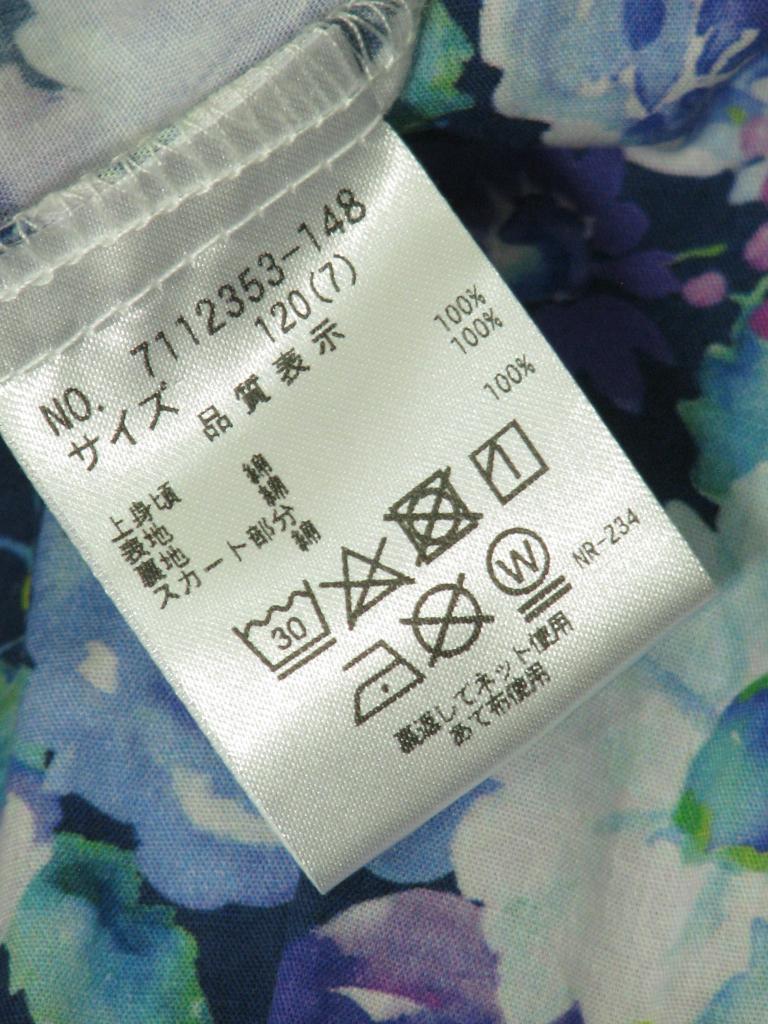 NO. 7112353-148
サイズ 120(7)
品質表示
上身頃
表地 綿 100%
裏地 綿 100%
スカート部分
綿 100%
30
W
NR-234
裏返してネット使用
あて布使用